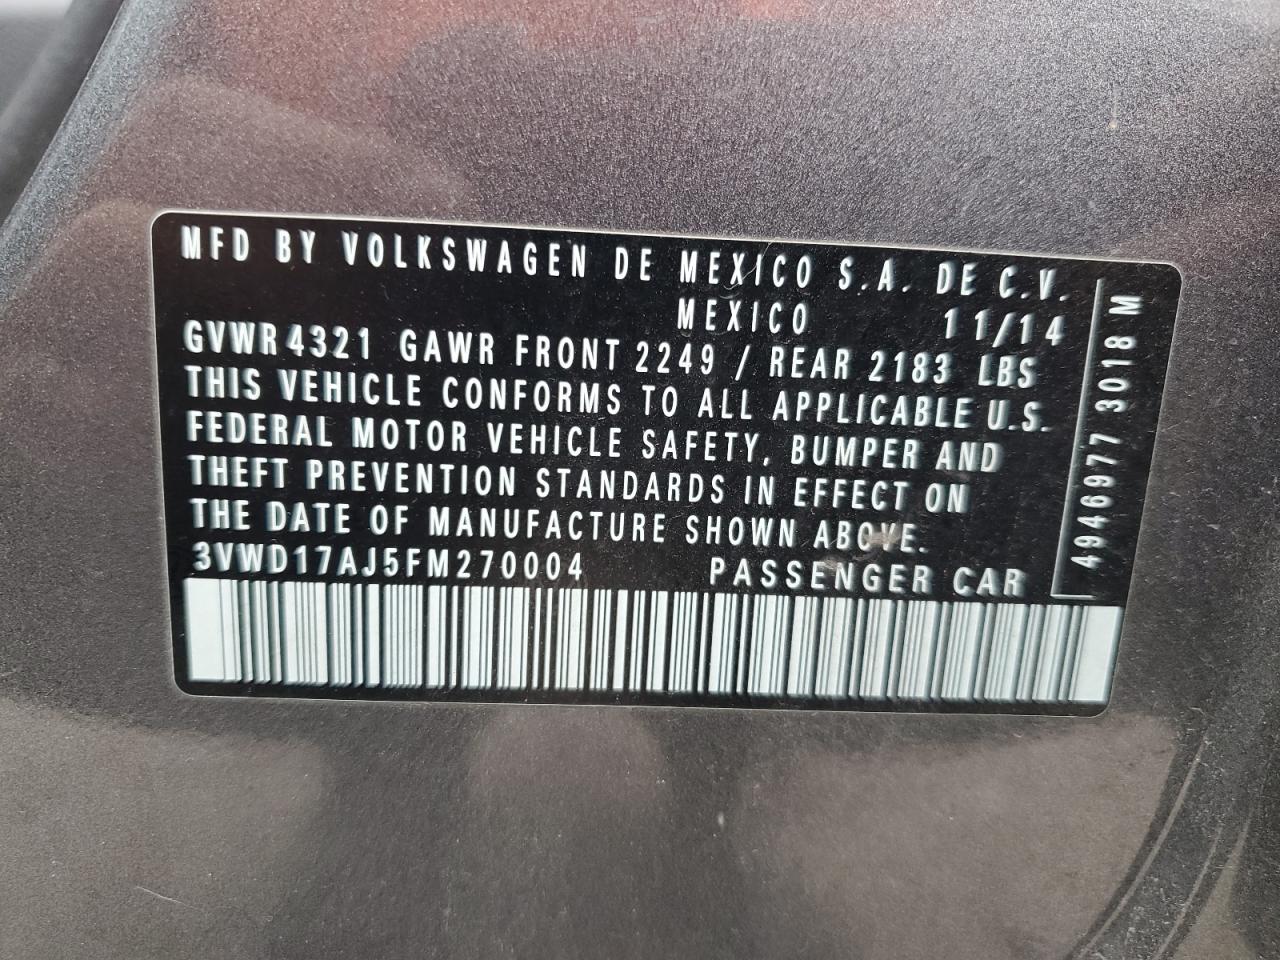 MFD BY VOLKSWAGEN DE MEXICO S.A. DE C.V.
MEXICO 11/14
GVWR 4321 GAWR FRONT 2249 / REAR 2183 LBS
THIS VEHICLE CONFORMS TO ALL APPLICABLE U.S.
FEDERAL MOTOR VEHICLE SAFETY, BUMPER AND
THEFT PREVENTION STANDARDS IN EFFECT ON
THE DATE OF MANUFACTURE SHOWN ABOVE.
3VWD17AJ5FM270004 PASSENGER CAR
4946977 3018 M